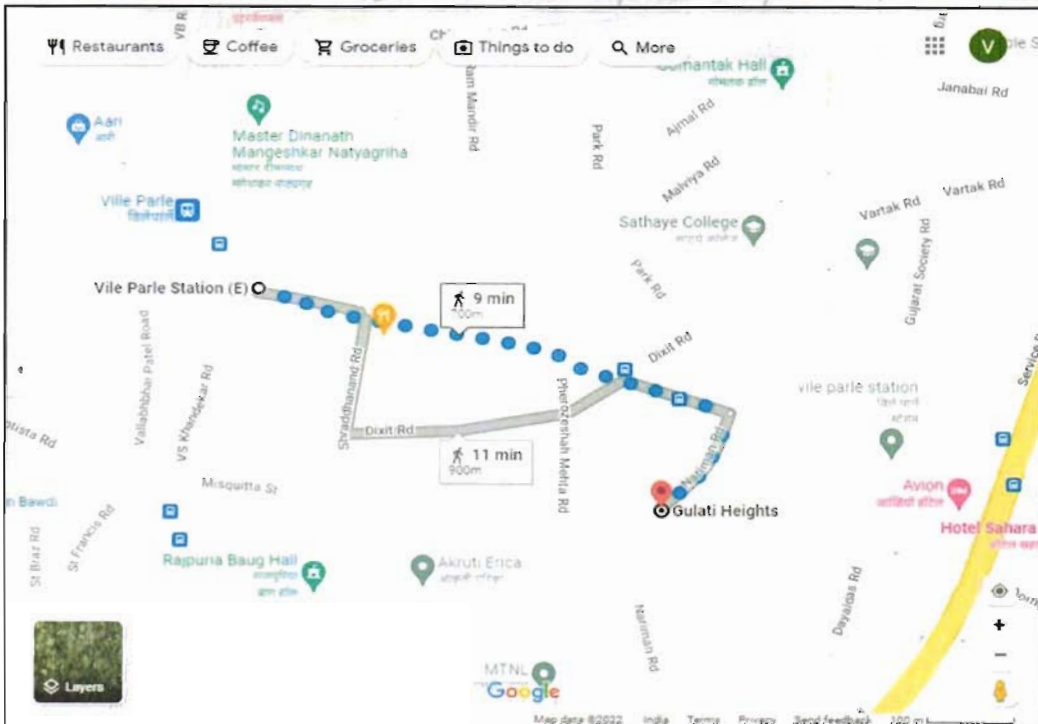 Restaurants
Coffee
Groceries
Things to do
More
VB R
Ram Mandir Rd
Park Rd
Ajmal Rd
Malviya Rd
Janabai Rd
Aari
आरी
Master Dinanath
Mangeshkar Natyagriha
Ville Parle
Sathaye College
Vartak Rd
Vartak Rd
Gujarat Society Rd
Park Rd
Vile Parle Station (E)
9 min
700m
Dixit Rd
Vallabhbhai Patel Road
VS Khandekar Rd
Shraddhanand Rd
Pherozeshah Mehta Rd
vile parle station
Dixit Rd
11 min
900m
Nariman Rd
Misquitta St
Gulati Heights
Avion
Hotel Sahara
St Braz Rd
St Francis Rd
Rajpuria Baug Hall
Akruti Erica
Nariman Rd
Dayaldas Rd
Layers
MTNL
Google
Map data ©2022 India Terms Privacy Send feedback 100 m